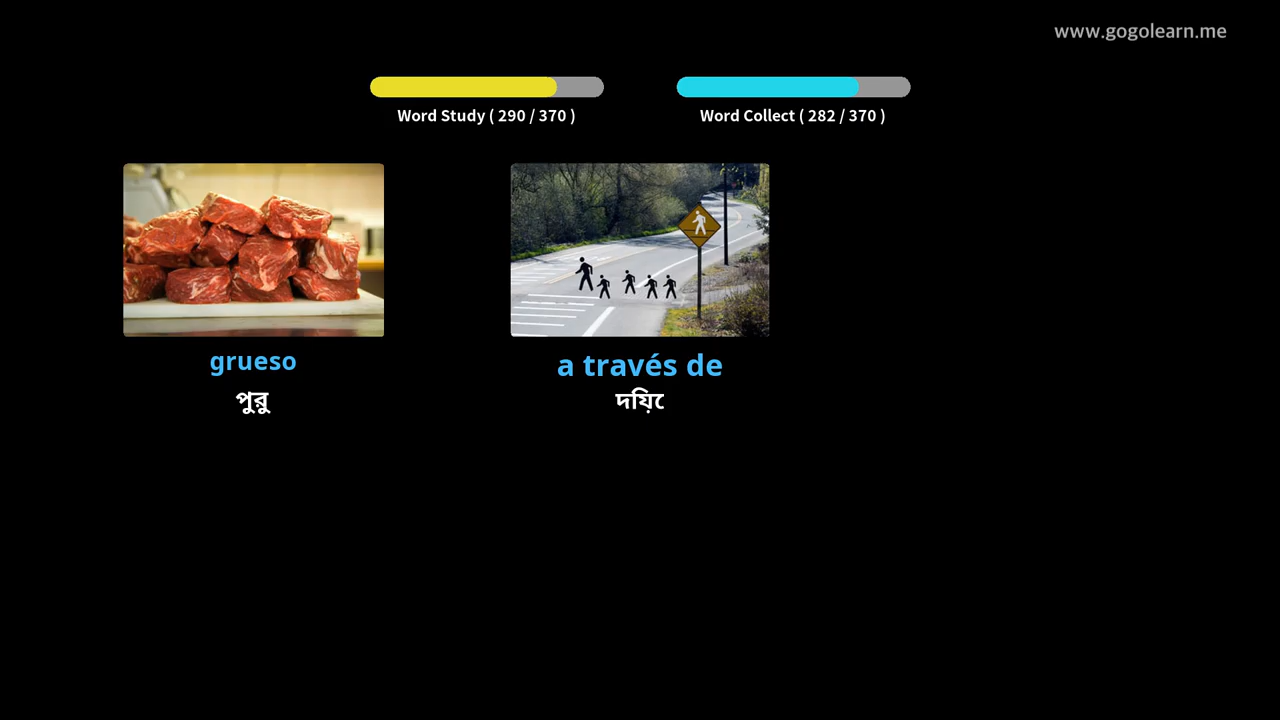 www.gogolearn.me
Word Study ( 290 / 370 )
Word Collect ( 282 / 370 )
grueso
a través de
পুরু
দিয়ে